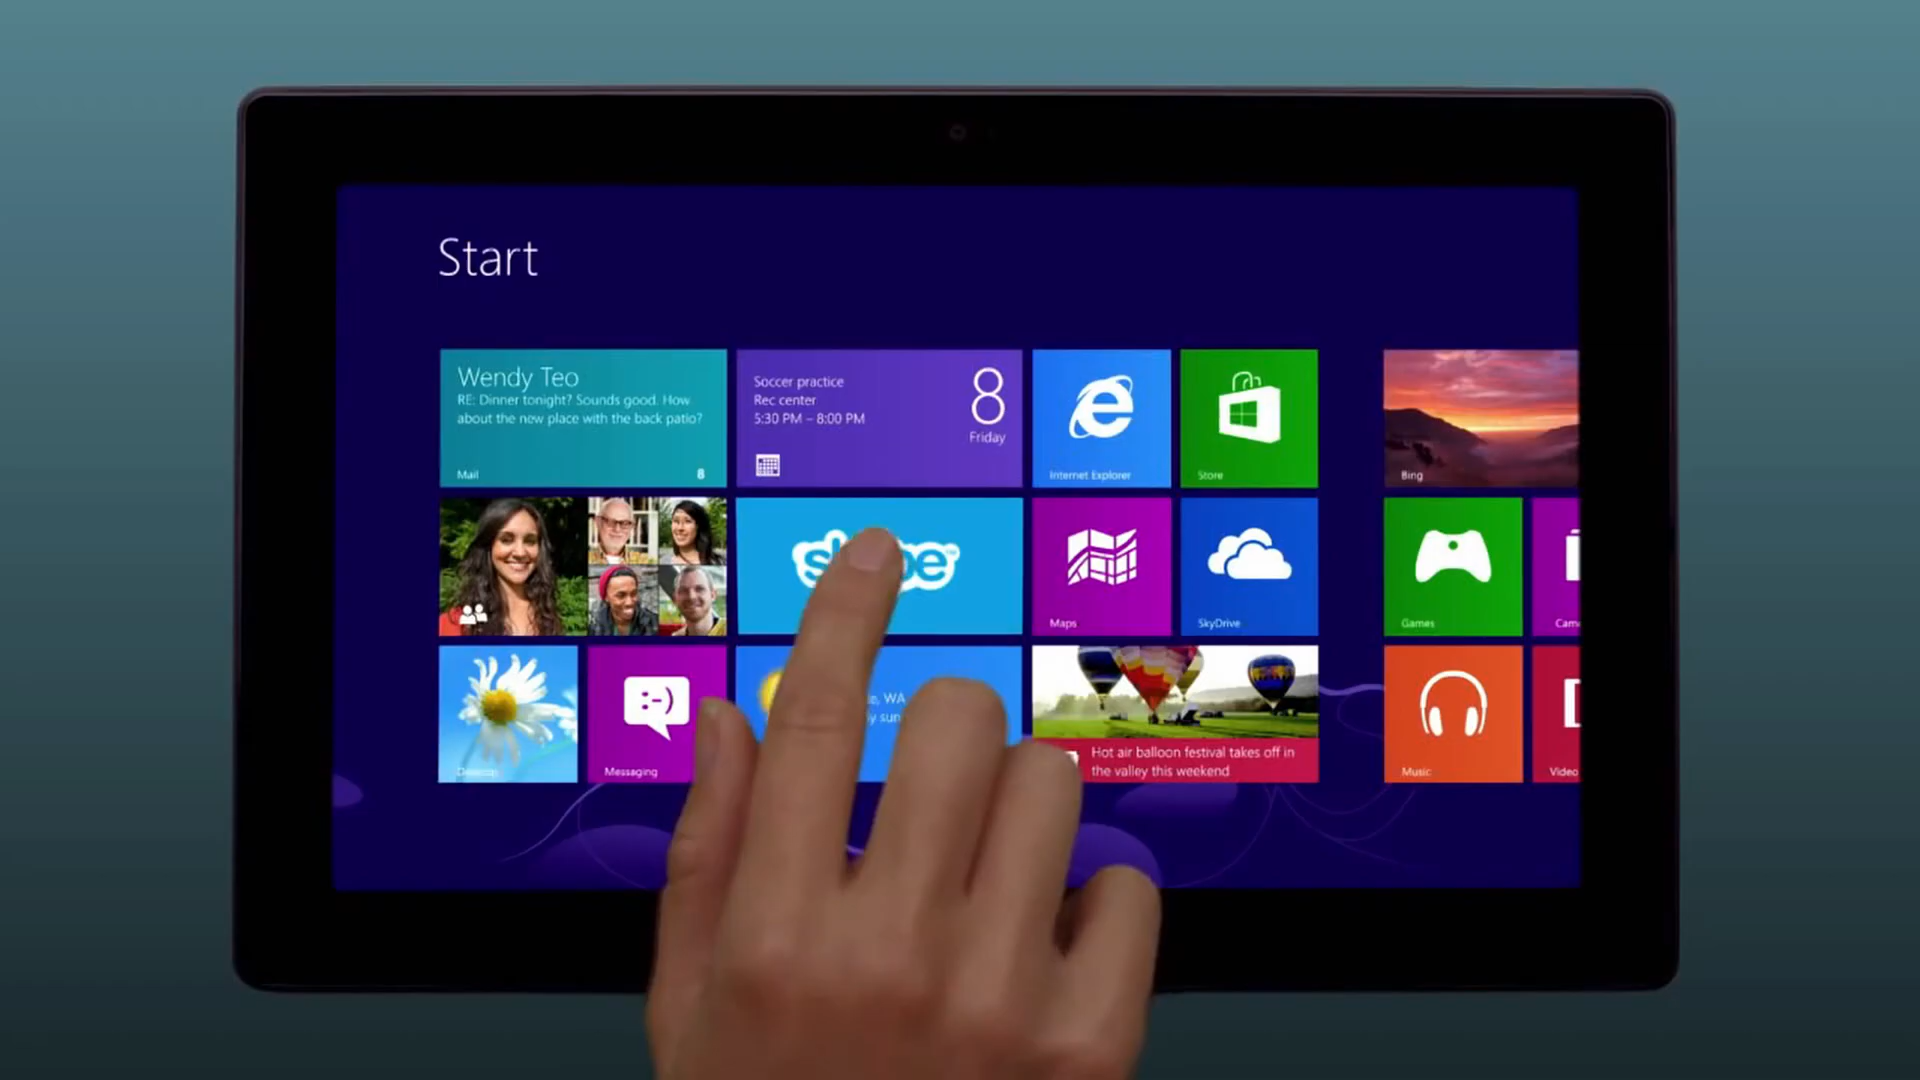 Start
Wendy Teo
RE: Dinner tonight? Sounds good. How
about the new place with the back patio?
Mail
8
Soccer practice
Rec center
5:30 PM – 8:00 PM
8
Friday
Internet Explorer
Store
Bing
Maps
SkyDrive
Games
Desktop
:-)
Messaging
WA
Hot air balloon festival takes off in
the valley this weekend
Music
Video